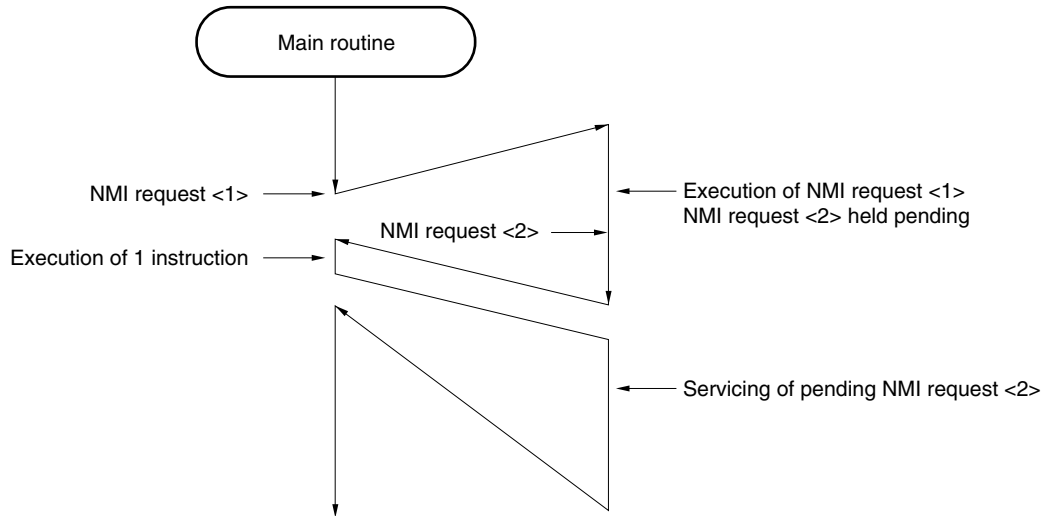 Main routine
NMI request <1>
Execution of NMI request <1>
NMI request <2> held pending
NMI request <2>
Execution of 1 instruction
Servicing of pending NMI request <2>